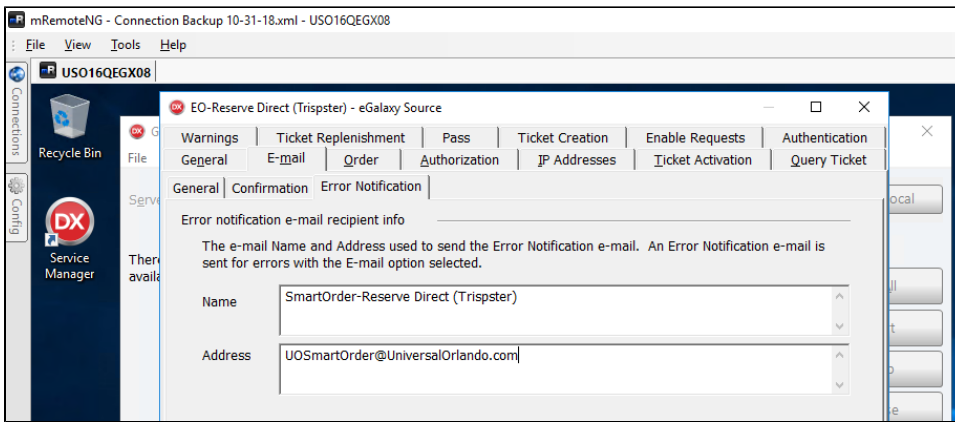 mRemoteNG - Connection Backup 10-31-18.xml - USO16QEGX08
File View Tools Help
USO16QEGX08
Connections
Config
Recycle Bin
DX
Service
Manager
G
File
Serve
There
availa
EO-Reserve Direct (Trispster) - eGalaxy Source
Warnings Ticket Replenishment Pass Ticket Creation Enable Requests Authentication
General E-mail Order Authorization IP Addresses Ticket Activation Query Ticket
General Confirmation Error Notification
Error notification e-mail recipient info
The e-mail Name and Address used to send the Error Notification e-mail. An Error Notification e-mail is
sent for errors with the E-mail option selected.
Name SmartOrder-Reserve Direct (Trispster)
Address UOSmartOrder@UniversalOrlando.com
ocal